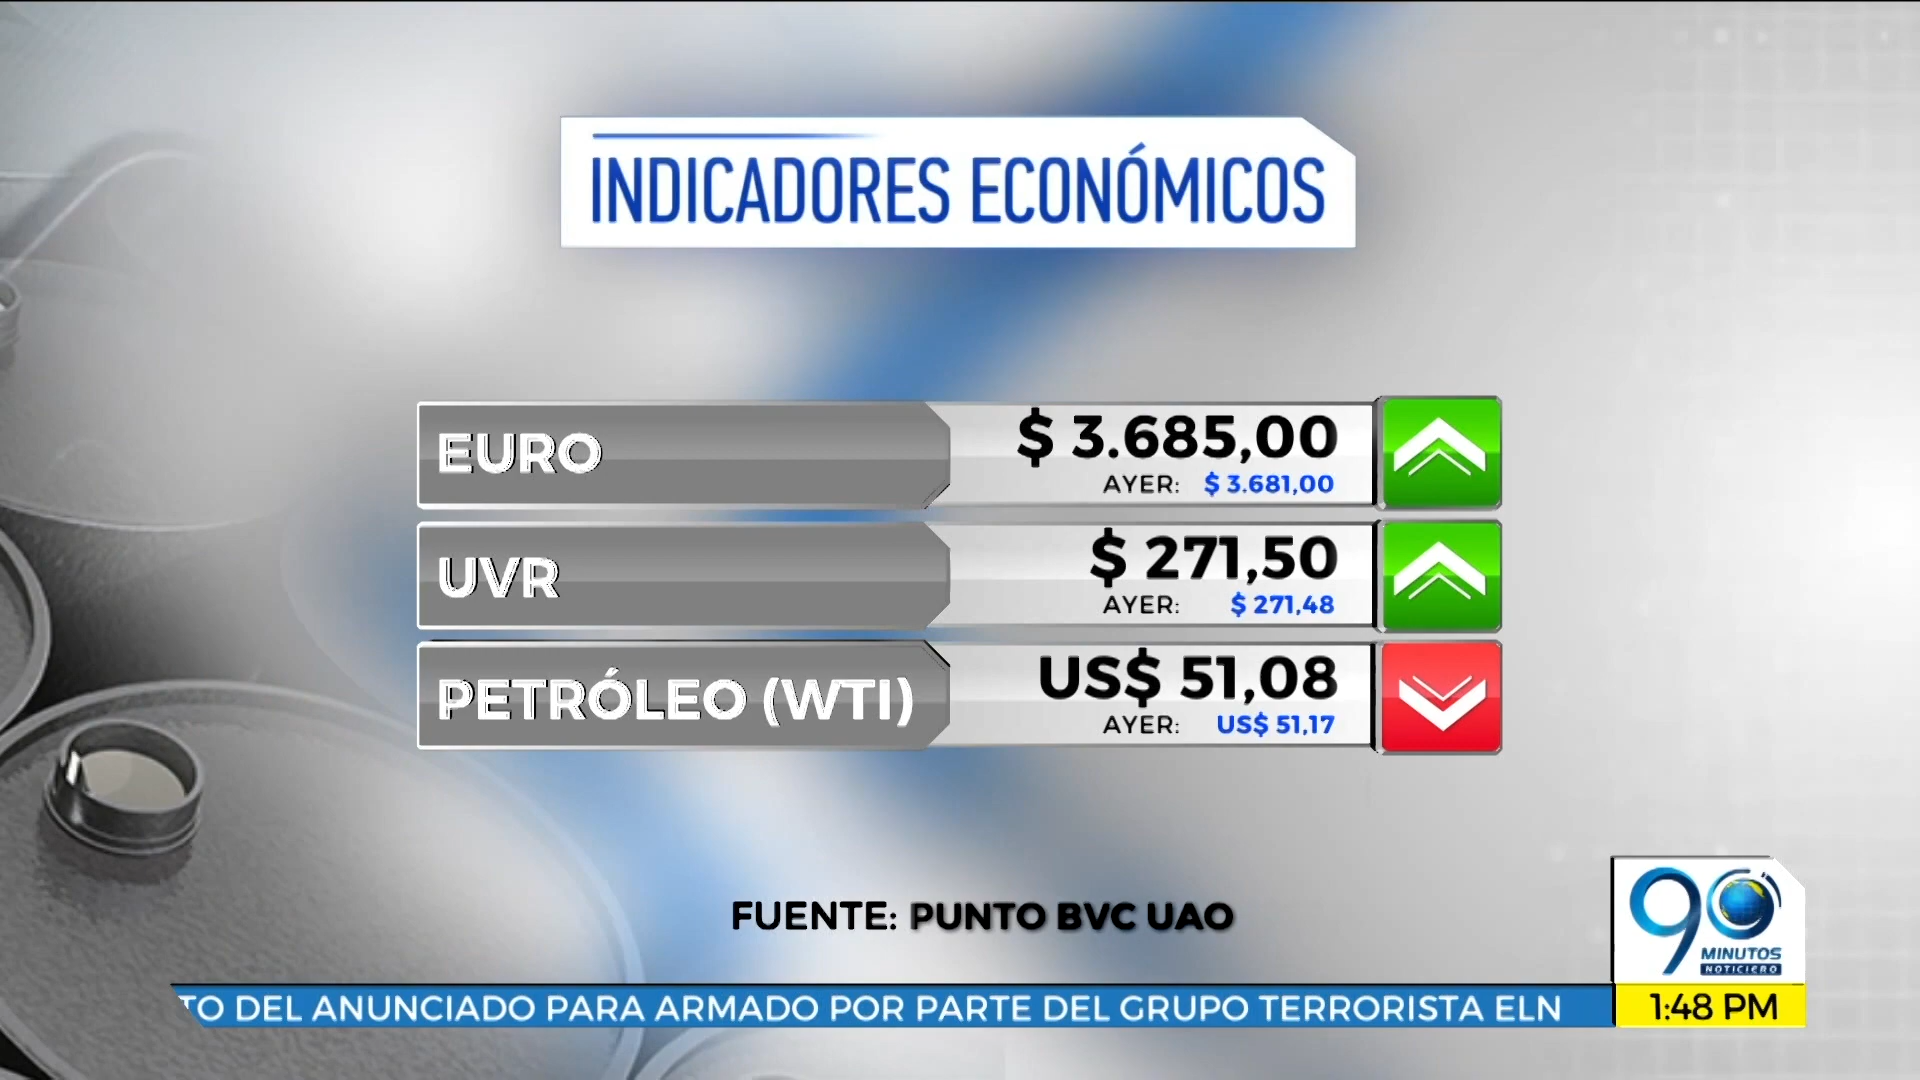 INDICADORES ECONÓMICOS
EURO
$ 3.685,00
AYER: $ 3.681,00
UVR
$ 271,50
AYER: $ 271,48
PETRÓLEO (WTI)
US$ 51,08
AYER: US$ 51,17
FUENTE: PUNTO BVC UAO
90
MINUTOS
NOTICIERO
TO DEL ANUNCIADO PARA ARMADO POR PARTE DEL GRUPO TERRORISTA ELN
1:48 PM